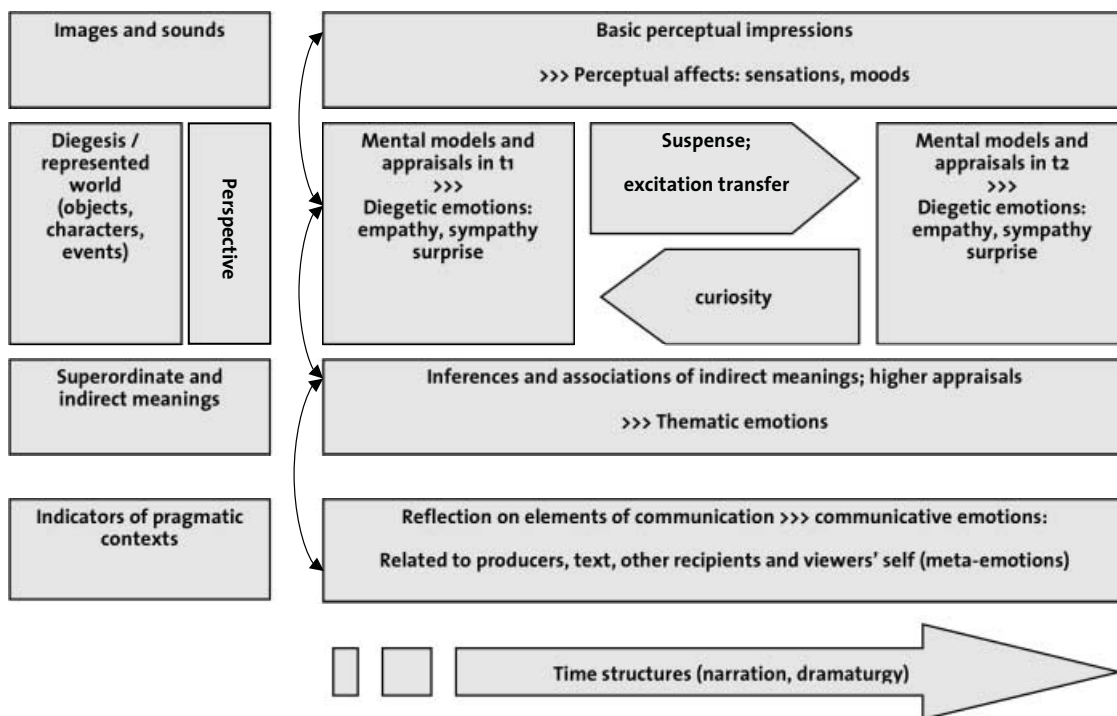 Images and sounds
Basic perceptual impressions
>>> Perceptual affects: sensations, moods
Diegesis /
represented
world
(objects,
characters,
events)
Perspective
Mental models and
appraisals in t1
>>>
Diegetic emotions:
empathy, sympathy
surprise
Suspense;
excitation transfer
curiosity
Mental models and
appraisals in t2
>>>
Diegetic emotions:
empathy, sympathy
surprise
Superordinate and
indirect meanings
Inferences and associations of indirect meanings; higher appraisals
>>> Thematic emotions
Indicators of pragmatic
contexts
Reflection on elements of communication >>> communicative emotions:
Related to producers, text, other recipients and viewers’ self (meta-emotions)
Time structures (narration, dramaturgy)